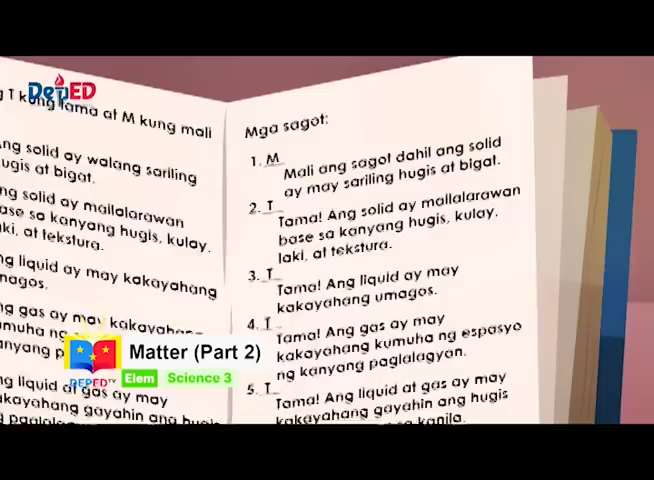 DepED
T kung tama at M kung mali
ng solid ay walang sariling
ugis at bigat.
ng solid ay mailalarawan
base sa kanyang hugis, kulay,
laki, at tekstura.
ng liquid ay may kakayahang
magos.
ng gas ay may kakayahang
ng
anyang
ng liquid at gas ay may
akayahang gayahin ang hugis
Mga sagot:
1. M
Mali ang sagot dahil ang solid
ay may sariling hugis at bigat.
2. T
Tama! Ang solid ay mailalarawan
base sa kanyang hugis, kulay,
laki, at tekstura.
3. T
Tama! Ang liquid ay may
kakayahang umagos.
4. T
Tama! Ang gas ay may
kakayahang kumuha ng espasyo
ng kanyang paglalagyan.
5. T
Tama! Ang liquid at gas ay may
kakayahang gayahin ang hugis
sa kanila.
Matter (Part 2)
DEPED TV
Elem Science 3